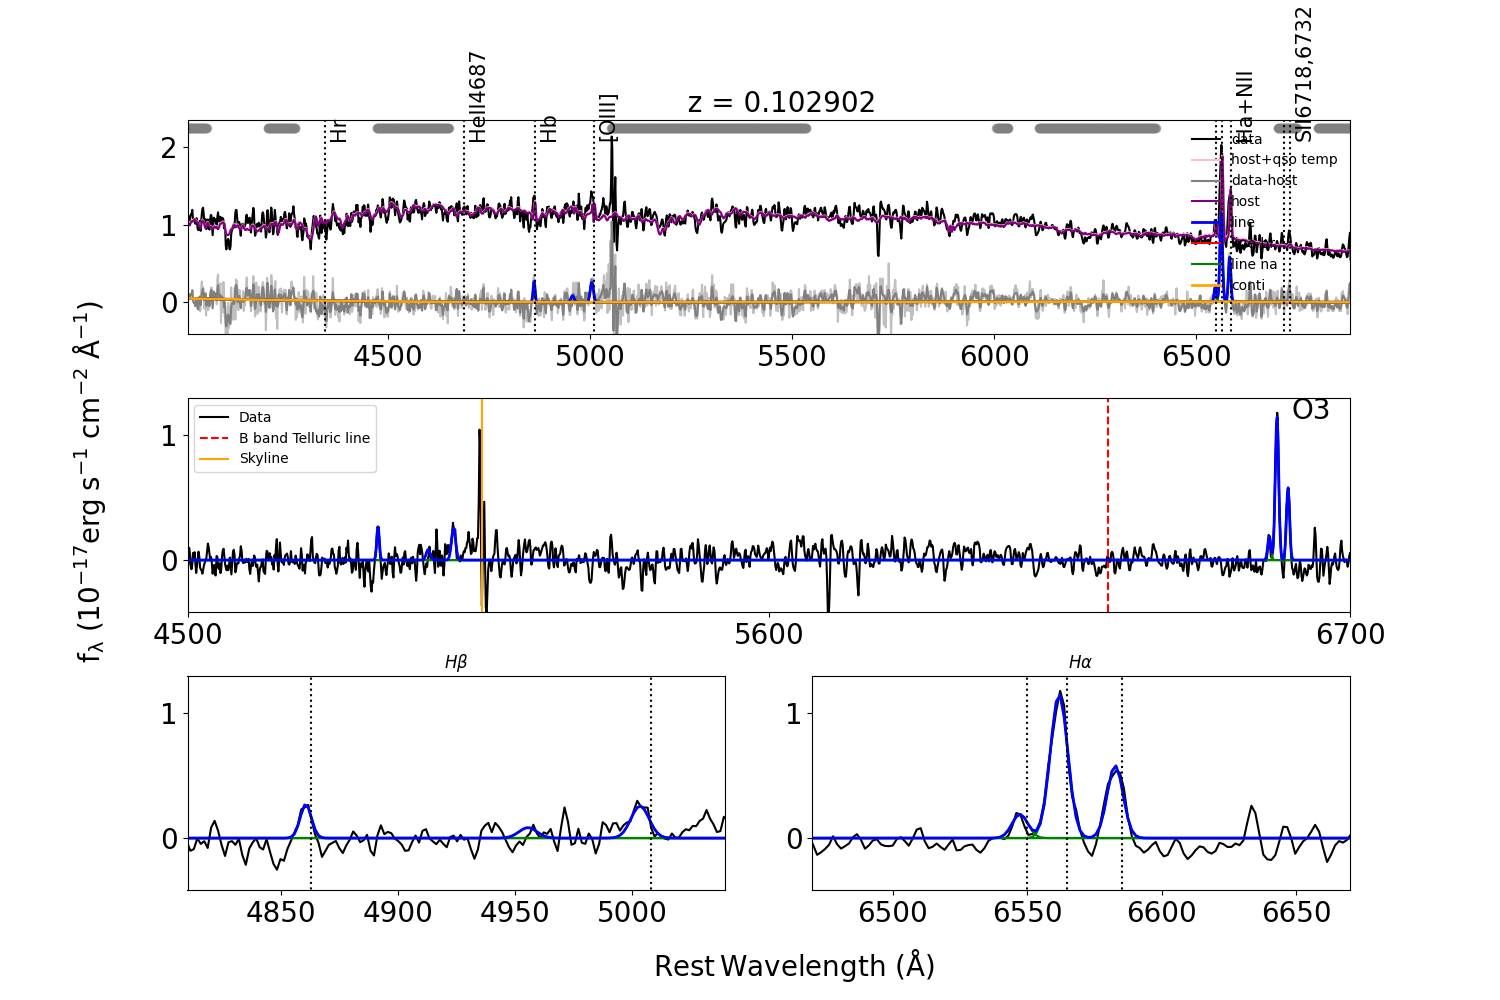 z = 0.102902
Hr
HeII4687
Hb
[OIII]
Ha+NII
SII6718,6732
data
host+qso temp
data-host
host
line
line na
conti
2
1
0
4500 5000 5500 6000 6500
fλ (10⁻¹⁷erg s⁻¹ cm⁻² Å⁻¹)
Data
B band Telluric line
Skyline
O3
1
0
4500 5600 6700
Hβ
1
0
4850 4900 4950 5000
Hα
1
0
6500 6550 6600 6650
Rest Wavelength (Å)